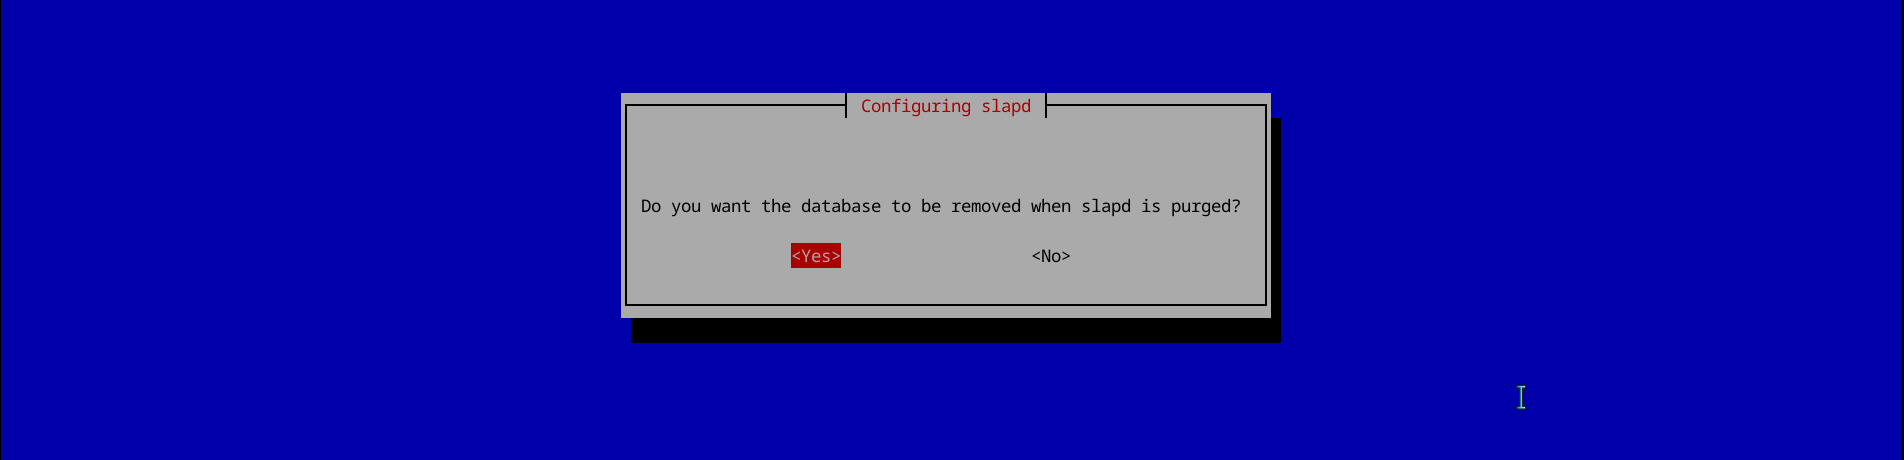 Configuring slapd
Do you want the database to be removed when slapd is purged?
<Yes> <No>